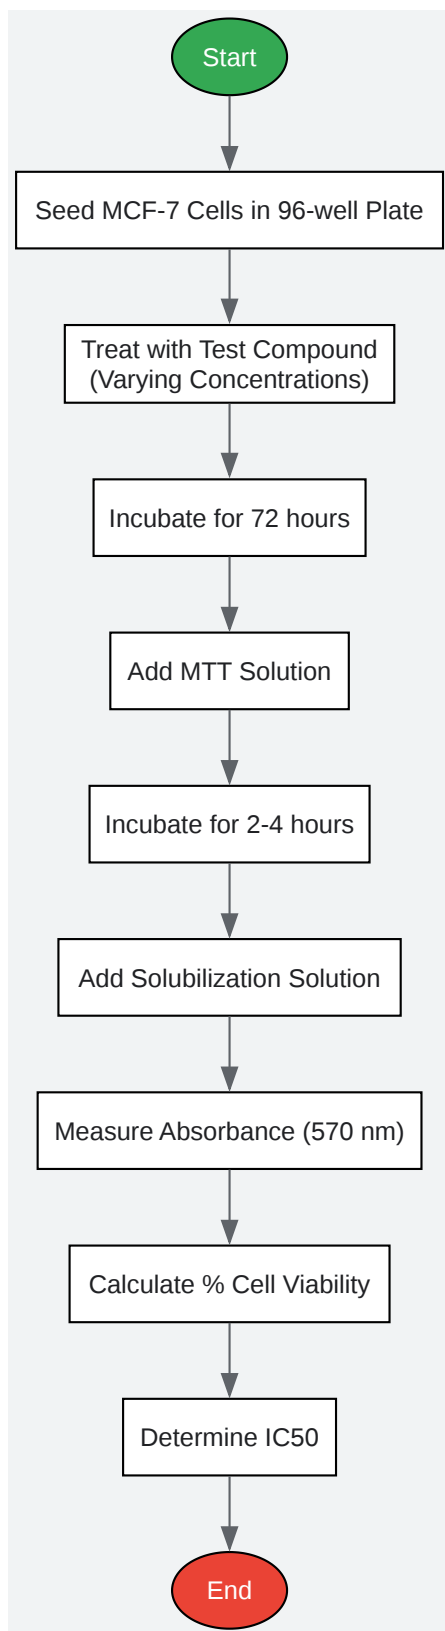 Start
Seed MCF-7 Cells in 96-well Plate
Treat with Test Compound
(Varying Concentrations)
Incubate for 72 hours
Add MTT Solution
Incubate for 2-4 hours
Add Solubilization Solution
Measure Absorbance (570 nm)
Calculate % Cell Viability
Determine IC50
End